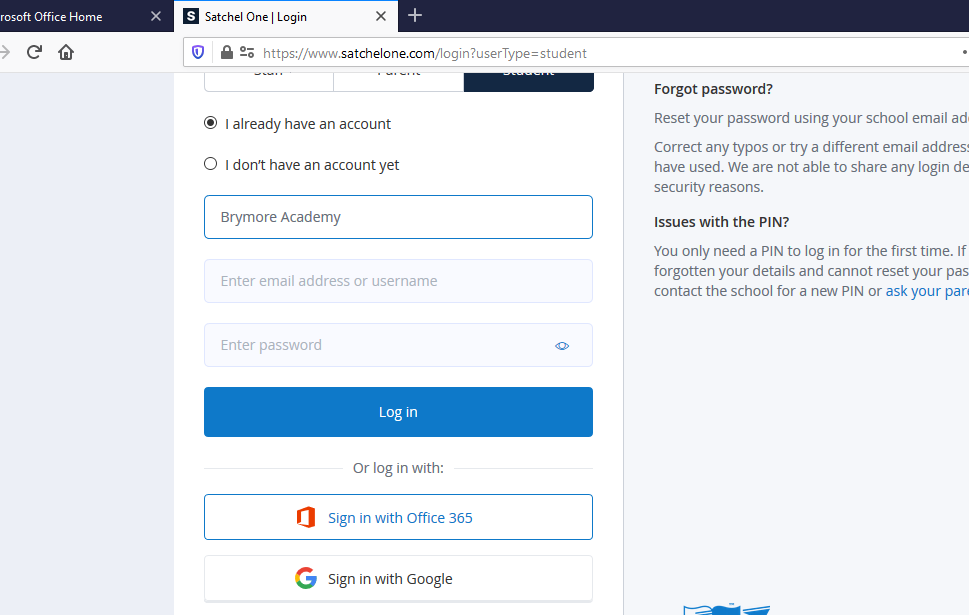 rosoft Office Home
Satchel One | Login
https://www.satchelone.com/login?userType=student
Staff
Parent
Student
I already have an account
I don't have an account yet
Brymore Academy
Enter email address or username
Enter password
Log in
Or log in with:
Sign in with Office 365
Sign in with Google
Forgot password?
Reset your password using your school email ad
Correct any typos or try a different email address
have used. We are not able to share any login de
security reasons.
Issues with the PIN?
You only need a PIN to log in for the first time. If
forgotten your details and cannot reset your pas
contact the school for a new PIN or ask your pare